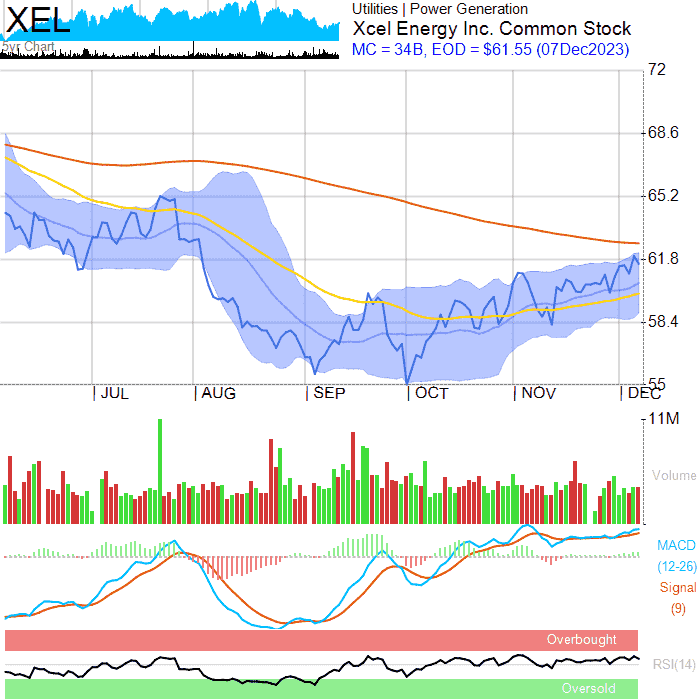 XEL
5yr Chart
Utilities | Power Generation
Xcel Energy Inc. Common Stock
MC = 34B, EOD = $61.55 (07Dec2023)
72
68.6
65.2
61.8
58.4
55
| JUL | AUG | SEP | OCT | NOV | DEC
11M
Volume
MACD
(12-26)
Signal
(9)
Overbought
RSI(14)
Oversold